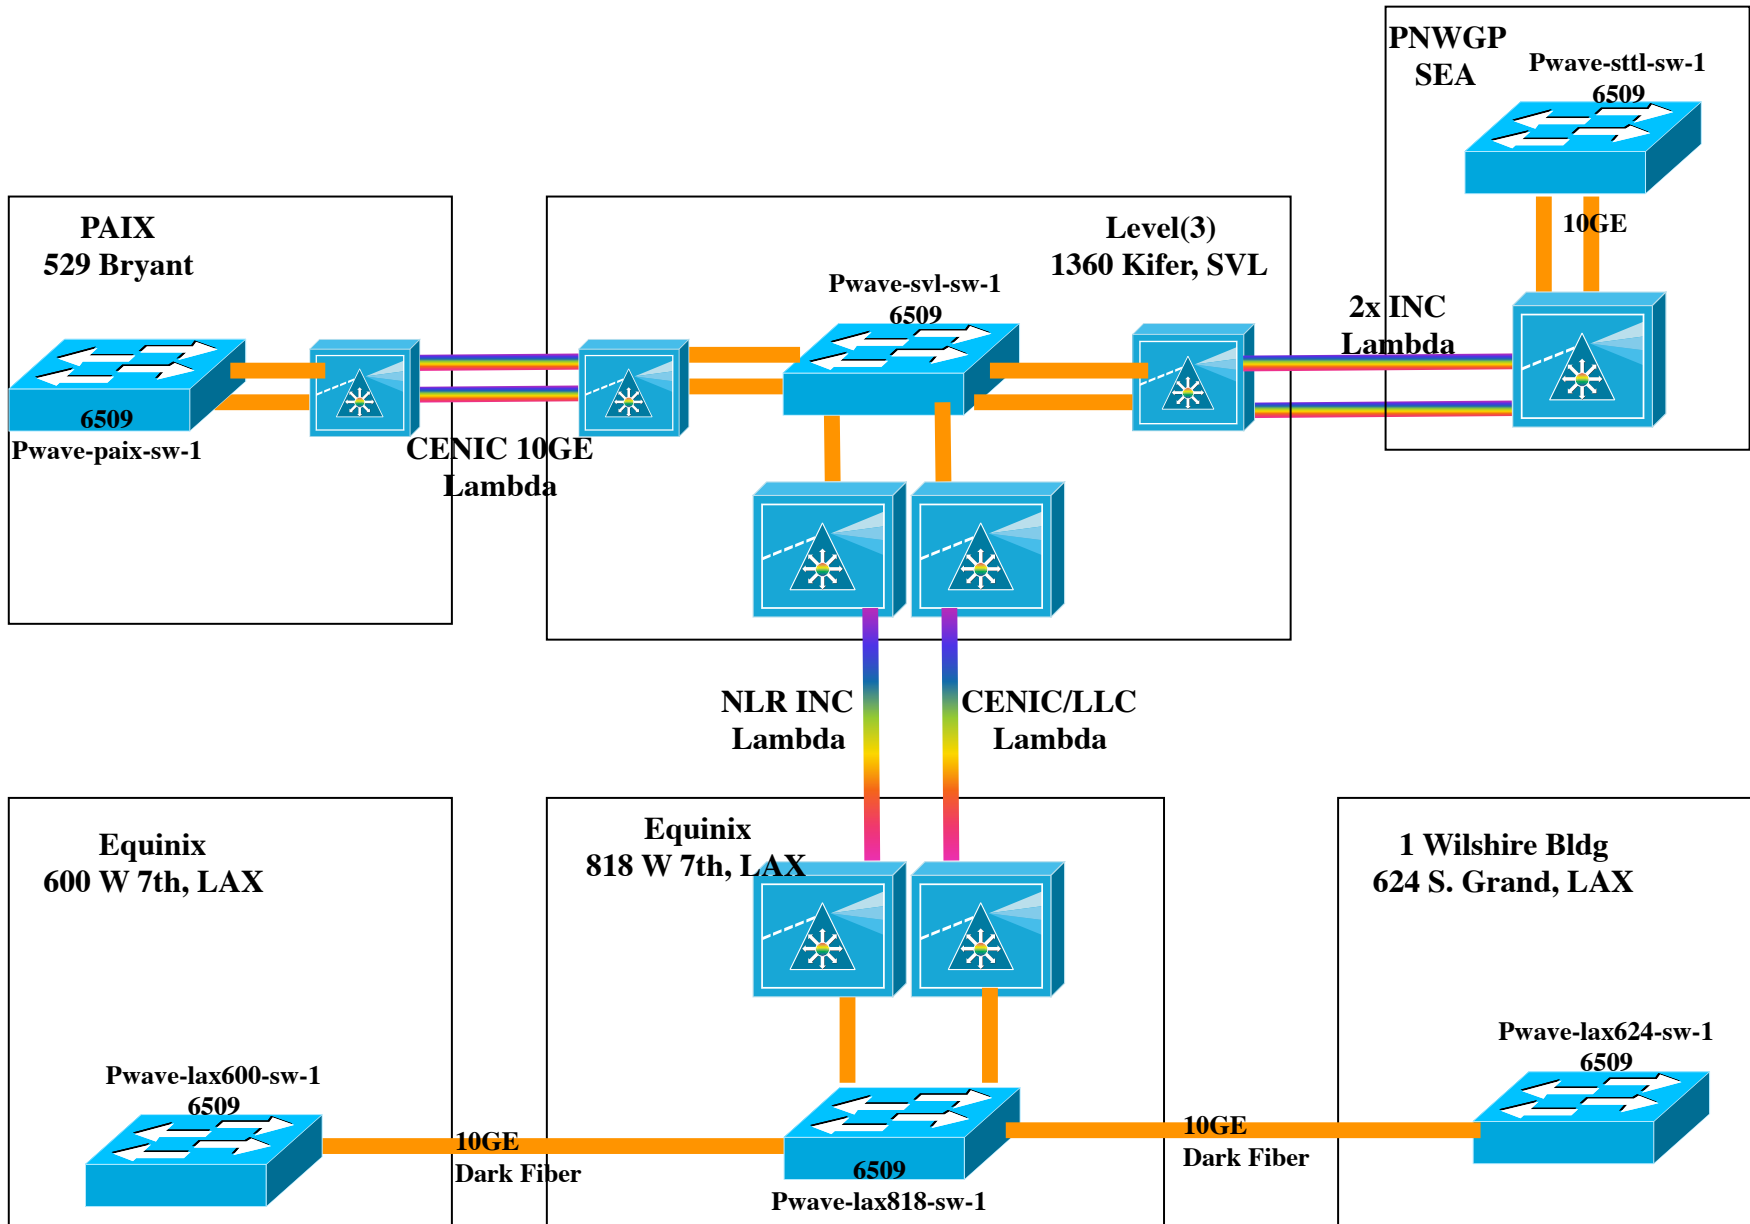 PNWGP
SEA
Pwave-sttl-sw-1
6509
10GE
PAIX
529 Bryant
6509
Pwave-paix-sw-1
CENIC 10GE
Lambda
Level(3)
1360 Kifer, SVL
Pwave-svl-sw-1
6509
2x INC
Lambda
NLR INC
Lambda
CENIC/LLC
Lambda
Equinix
600 W 7th, LAX
Pwave-lax600-sw-1
6509
10GE
Dark Fiber
Equinix
818 W 7th, LAX
6509
Pwave-lax818-sw-1
10GE
Dark Fiber
1 Wilshire Bldg
624 S. Grand, LAX
Pwave-lax624-sw-1
6509